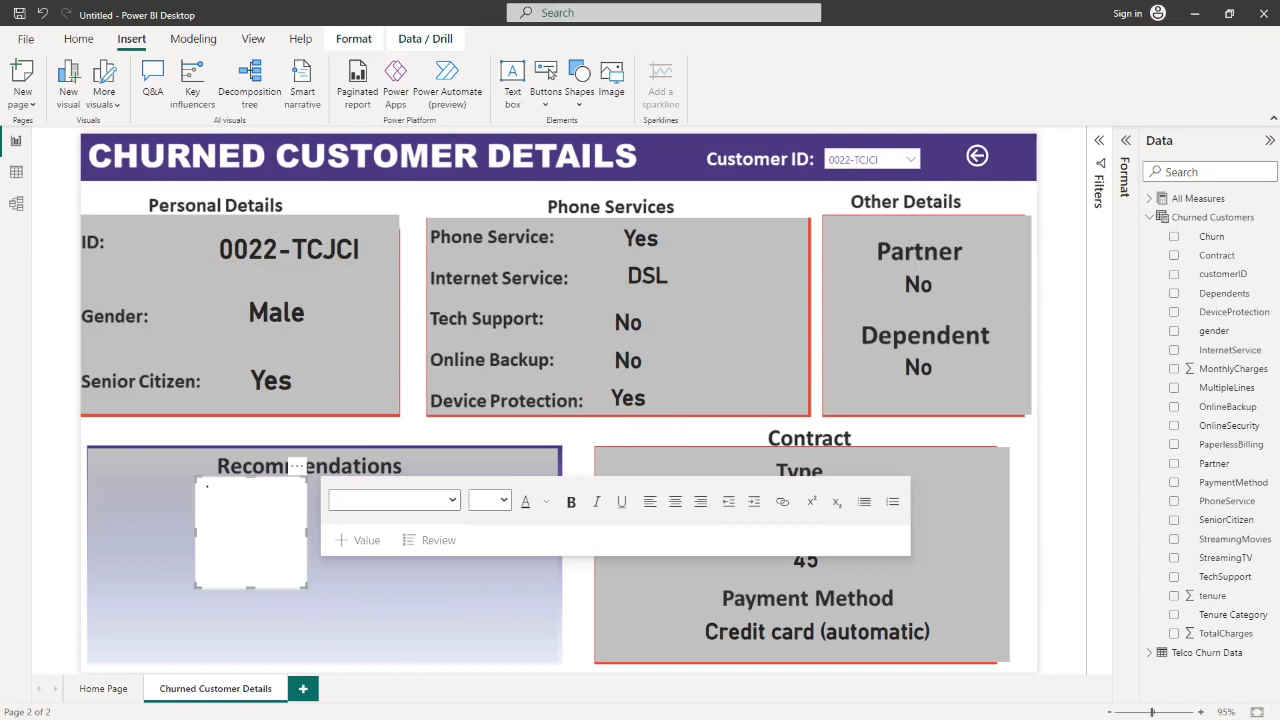 Untitled - Power BI Desktop
Search
Sign in
File
Home
Insert
Modeling
View
Help
Format
Data / Drill
New page
New visual
More visuals
Q&A
Key influencers
Decomposition tree
Smart narrative
Paginated report
Power Apps
Power Automate (preview)
Text box
Buttons
Shapes
Image
Add a sparkline
Pages
Visuals
AI visuals
Power Platform
Elements
Sparklines
CHURNED CUSTOMER DETAILS
Customer ID:
0022-TCJCI
Personal Details
ID:
0022-TCJCI
Gender:
Male
Senior Citizen:
Yes
Phone Services
Phone Service:
Yes
Internet Service:
DSL
Tech Support:
No
Online Backup:
No
Device Protection:
Yes
Other Details
Partner
No
Dependent
No
Recommendations
B I U
Value
Review
Contract
Type
45
Payment Method
Credit card (automatic)
Filters
Format
Data
Search
All Measures
Churned Customers
Churn
Contract
customerID
Dependents
DeviceProtection
gender
InternetService
MonthlyCharges
MultipleLines
OnlineBackup
OnlineSecurity
PaperlessBilling
Partner
PaymentMethod
PhoneService
SeniorCitizen
StreamingMovies
StreamingTV
TechSupport
tenure
Tenure Category
TotalCharges
Telco Churn Data
Home Page
Churned Customer Details
Page 2 of 2
95%